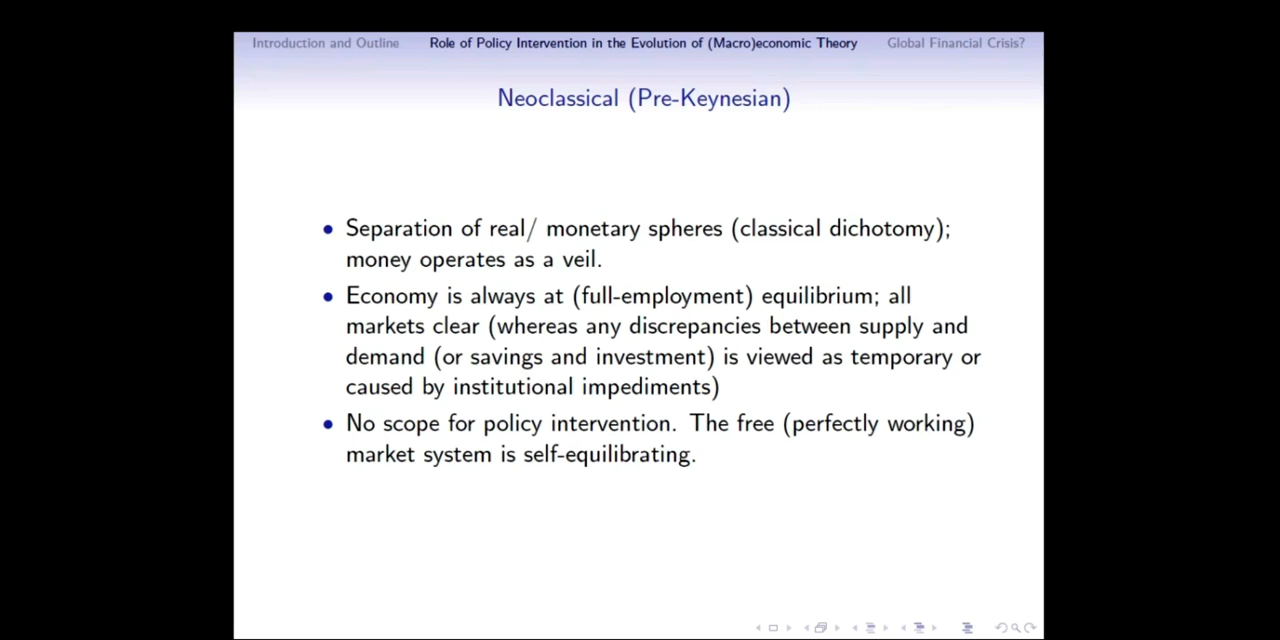 Introduction and Outline
Role of Policy Intervention in the Evolution of (Macro)economic Theory
Global Financial Crisis?
Neoclassical (Pre-Keynesian)
• Separation of real/ monetary spheres (classical dichotomy);
money operates as a veil.
• Economy is always at (full-employment) equilibrium; all
markets clear (whereas any discrepancies between supply and
demand (or savings and investment) is viewed as temporary or
caused by institutional impediments)
• No scope for policy intervention. The free (perfectly working)
market system is self-equilibrating.